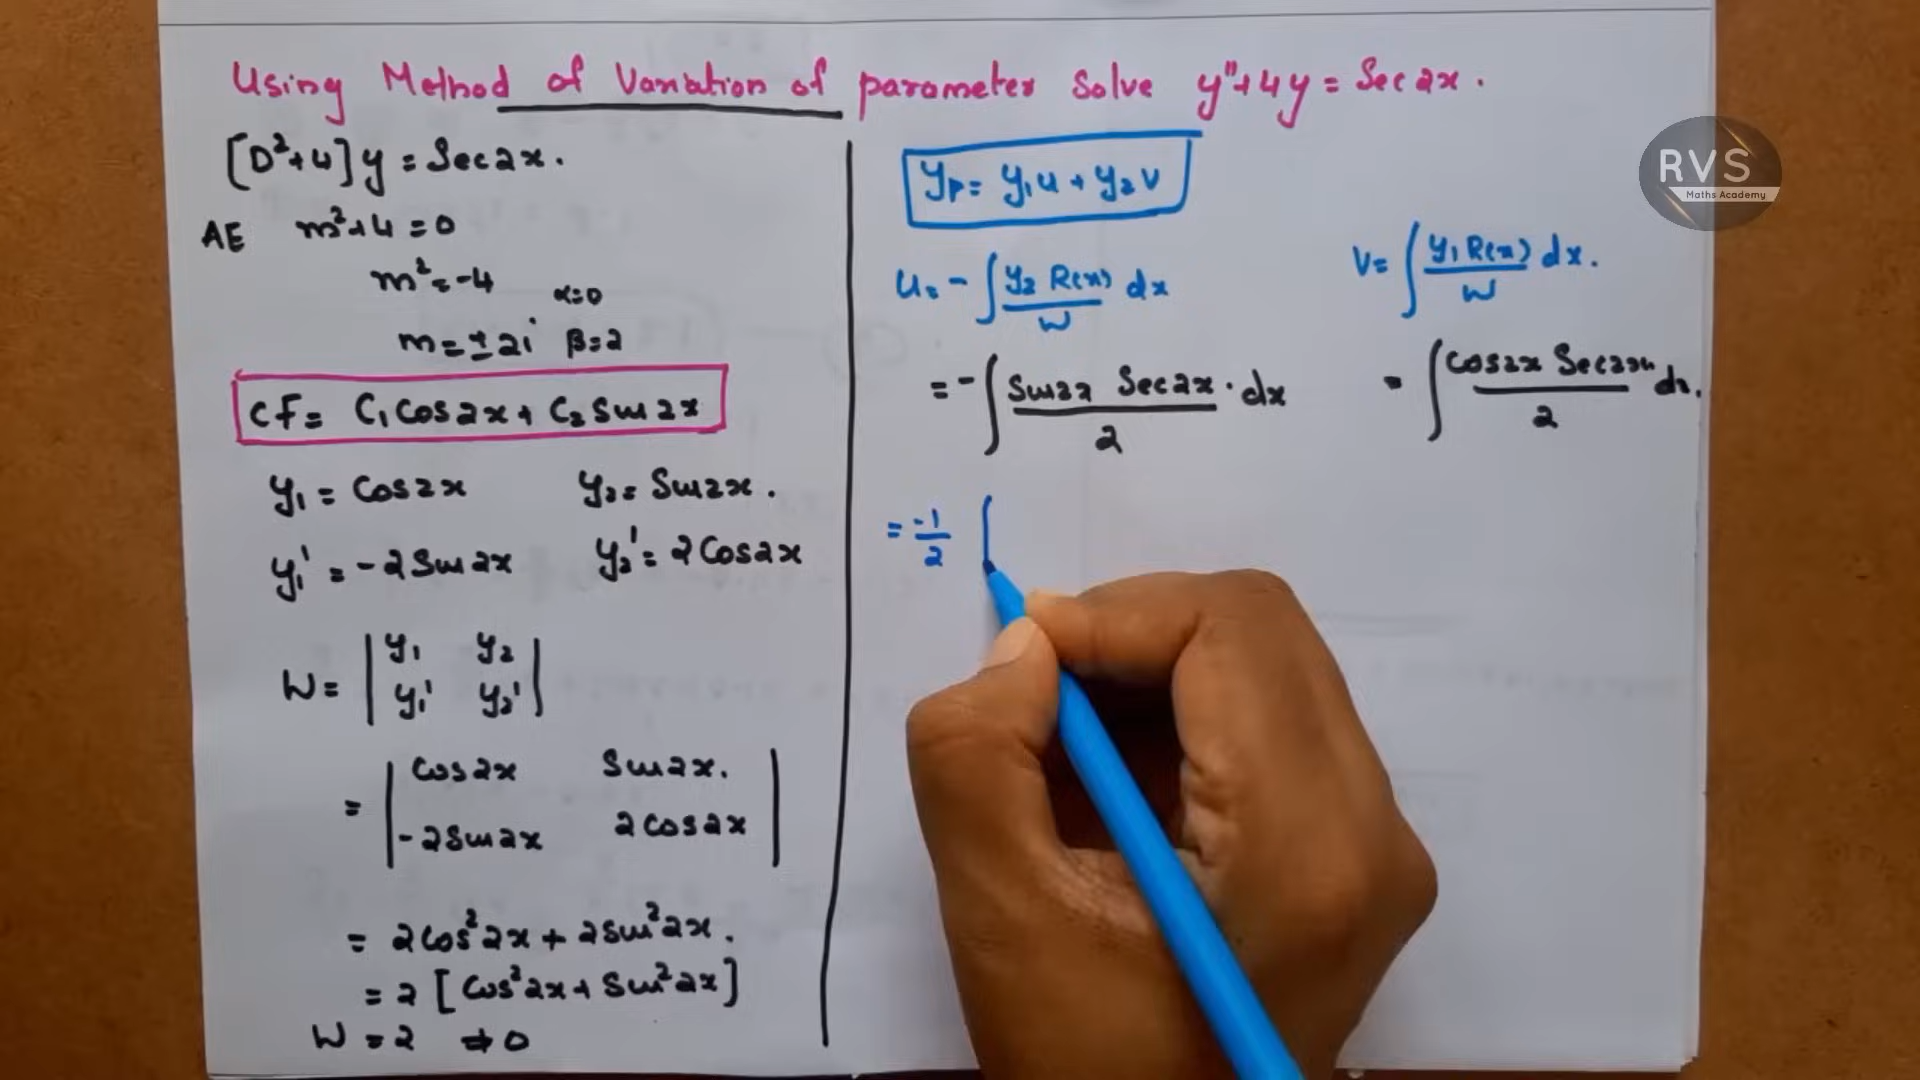 Using Method of Variation of parameter Solve y''+4y = Sec2x.
[D²+4]y = Sec2x.
AE m²+4=0
m²=-4
α=0
m=±2i β=2
CF= C₁Cos2x + C₂Sin2x
y₁ = Cos2x y₂= Sin2x.
y₁' = -2Sin2x y₂' = 2Cos2x
W= | y₁ y₂ |
| y₁' y₂' |
= | Cos2x Sin2x. |
| -2Sin2x 2Cos2x |
= 2Cos²2x + 2Sin²2x.
= 2[Cos²2x + Sin²2x]
W = 2 ≠ 0
yp= y₁u + y₂v
u= -∫ y₂ R(x)/W dx
V= ∫ y₁ R(x)/W dx.
= -∫ Sin2x Sec2x/2 . dx
= ∫ Cos2x Sec2x/2 dx.
= -1/2 ∫
RVS
Maths Academy